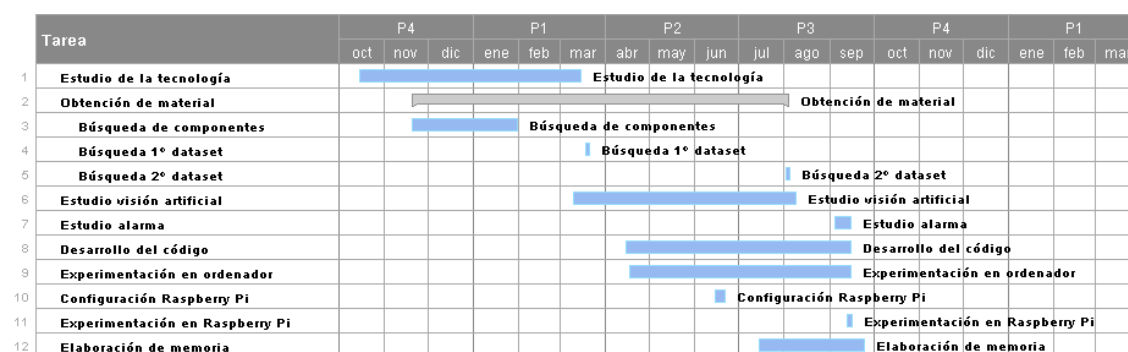 Tarea
P4 P1 P2 P3 P4 P1
oct nov dic ene feb mar abr may jun jul ago sep oct nov dic ene feb mar
1 Estudio de la tecnología Estudio de la tecnología
2 Obtención de material Obtención de material
3 Búsqueda de componentes Búsqueda de componentes
4 Búsqueda 1º dataset Búsqueda 1º dataset
5 Búsqueda 2º dataset Búsqueda 2º dataset
6 Estudio visión artificial Estudio visión artificial
7 Estudio alarma Estudio alarma
8 Desarrollo del código Desarrollo del código
9 Experimentación en ordenador Experimentación en ordenador
10 Configuración Raspberry Pi Configuración Raspberry Pi
11 Experimentación en Raspberry Pi Experimentación en Raspberry Pi
12 Elaboración de memoria Elaboración de memoria